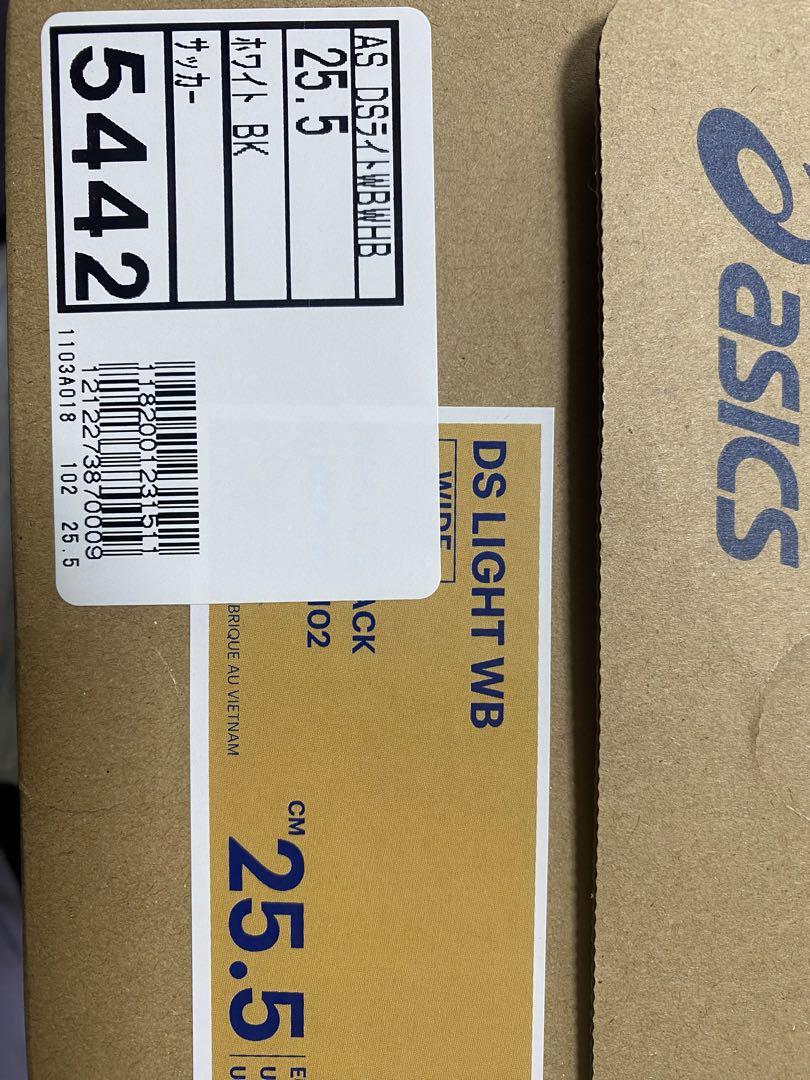 AS DSライトWBWHB
25.5
ホワイト BK
サッカー
5442
1182001231511
1212273870009
1103A018 102 25.5
asics
DS LIGHT WB
WIDE
ACK
102
BRIQUE AU VIETNAM
CM
25.5